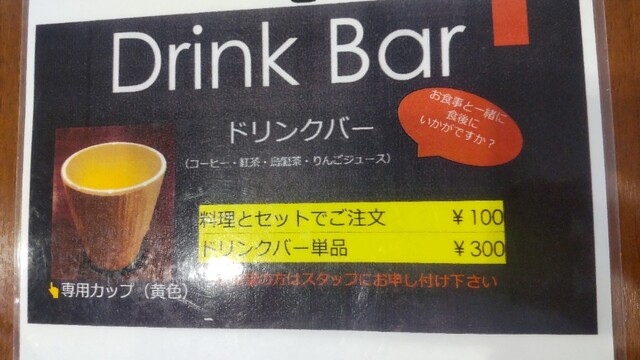 Drink Bar
お食事と一緒に
食後に
いかがですか?
ドリンクバー
(コーヒー・紅茶・烏龍茶・りんごジュース)
料理とセットでご注文 ¥100
ドリンクバー単品 ¥300
の方はスタッフにお申し付け下さい
👆専用カップ(黄色)